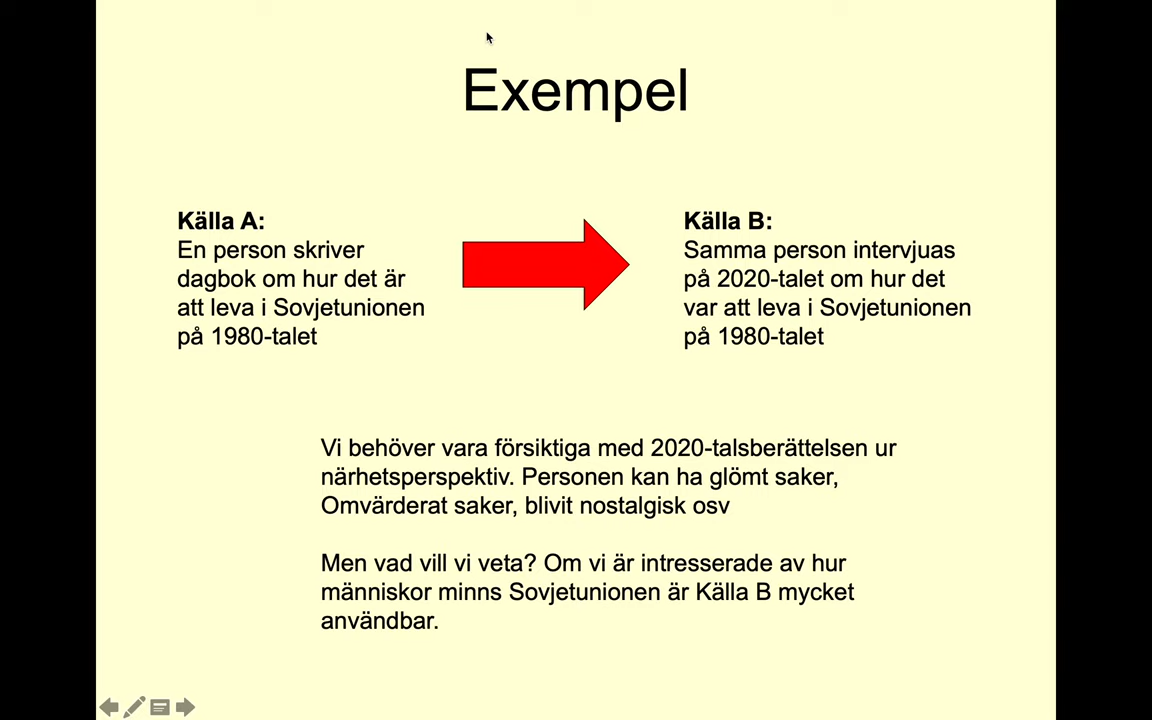 Exempel
Källa A:
En person skriver
dagbok om hur det är
att leva i Sovjetunionen
på 1980-talet
Källa B:
Samma person intervjuas
på 2020-talet om hur det
var att leva i Sovjetunionen
på 1980-talet
Vi behöver vara försiktiga med 2020-talsberättelsen ur
närhetsperspektiv. Personen kan ha glömt saker,
Omvärderat saker, blivit nostalgisk osv
Men vad vill vi veta? Om vi är intresserade av hur
människor minns Sovjetunionen är Källa B mycket
användbar.